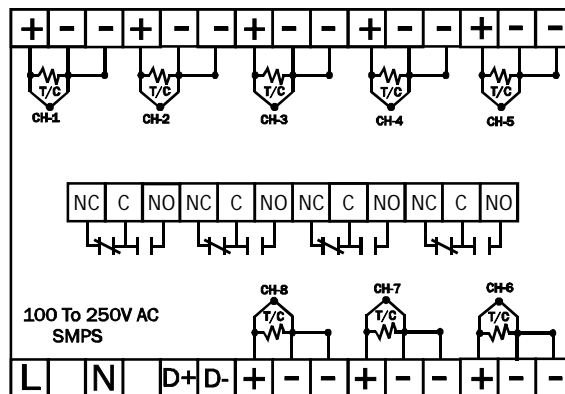 + - - + - - + - - + - - + - -
T/C T/C T/C T/C T/C
CH-1 CH-2 CH-3 CH-4 CH-5
NC C NO NC C NO NC C NO NC C NO
CH-8 CH-7 CH-6
T/C T/C T/C
100 To 250V AC
SMPS
L N D+ D- + - - + - - + - -